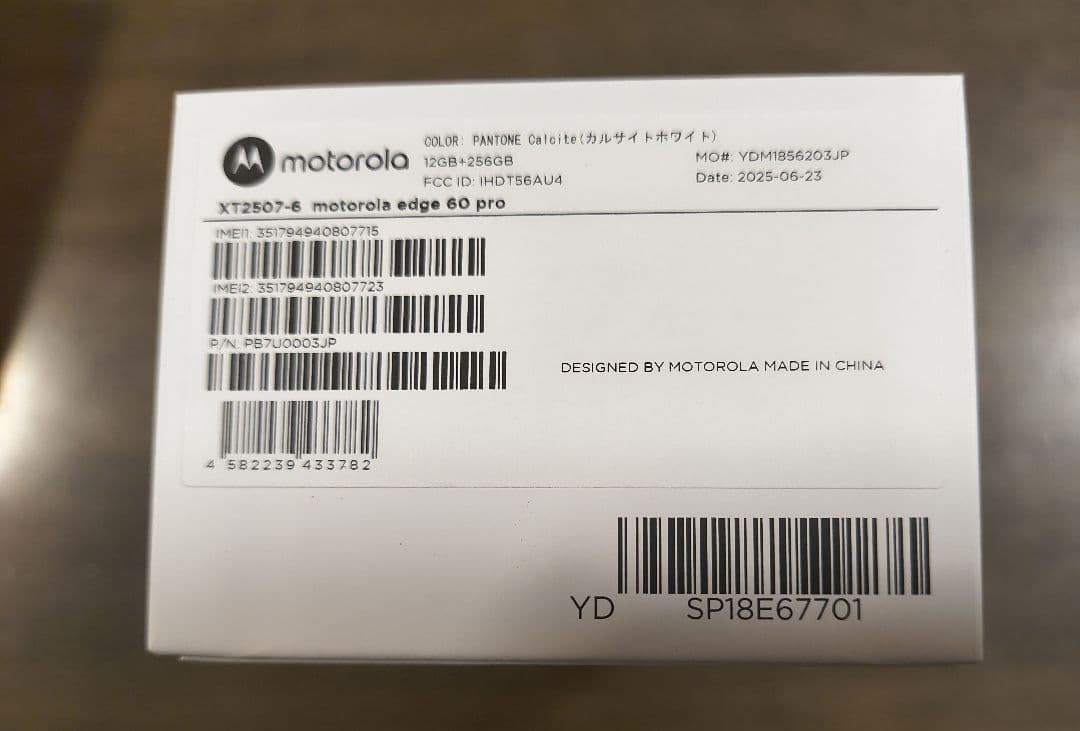 motorola
COLOR: PANTONE Calcite(カルサイトホワイト)
12GB+256GB
FCC ID: IHDT56AU4
MO#: YDM1856203JP
Date: 2025-06-23
XT2507-6 motorola edge 60 pro
IMEI1: 351794940807715
IMEI2: 351794940807723
P/N: PB7U0003JP
DESIGNED BY MOTOROLA MADE IN CHINA
4 582239 433782
YD SP18E67701